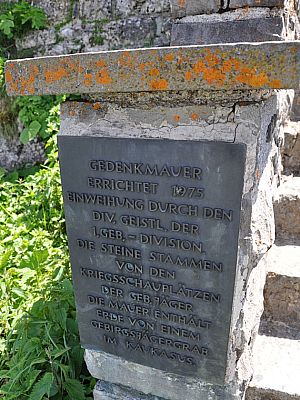 GEDENKMAUER
ERRICHTET 1975
EINWEIHUNG DURCH DEN
DIV. GEISTL. DER
1.GEB. – DIVISION.
DIE STEINE STAMMEN
VON DEN
KRIEGSSCHAUPLÄTZEN
DER GEB.JÄGER
DIE MAUER ENTHÄLT
ERDE VON EINEM
GEBIRGSJÄGERGRAB
IM KAUKASUS.